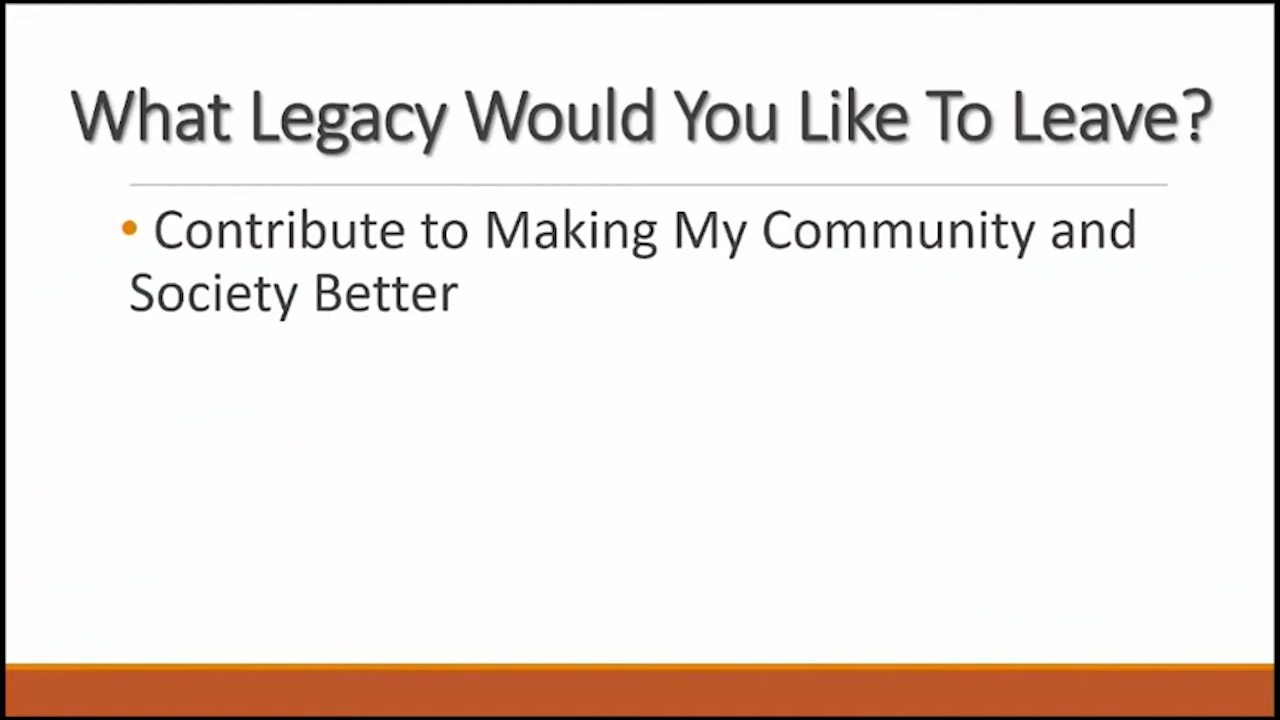 What Legacy Would You Like To Leave?
• Contribute to Making My Community and
Society Better